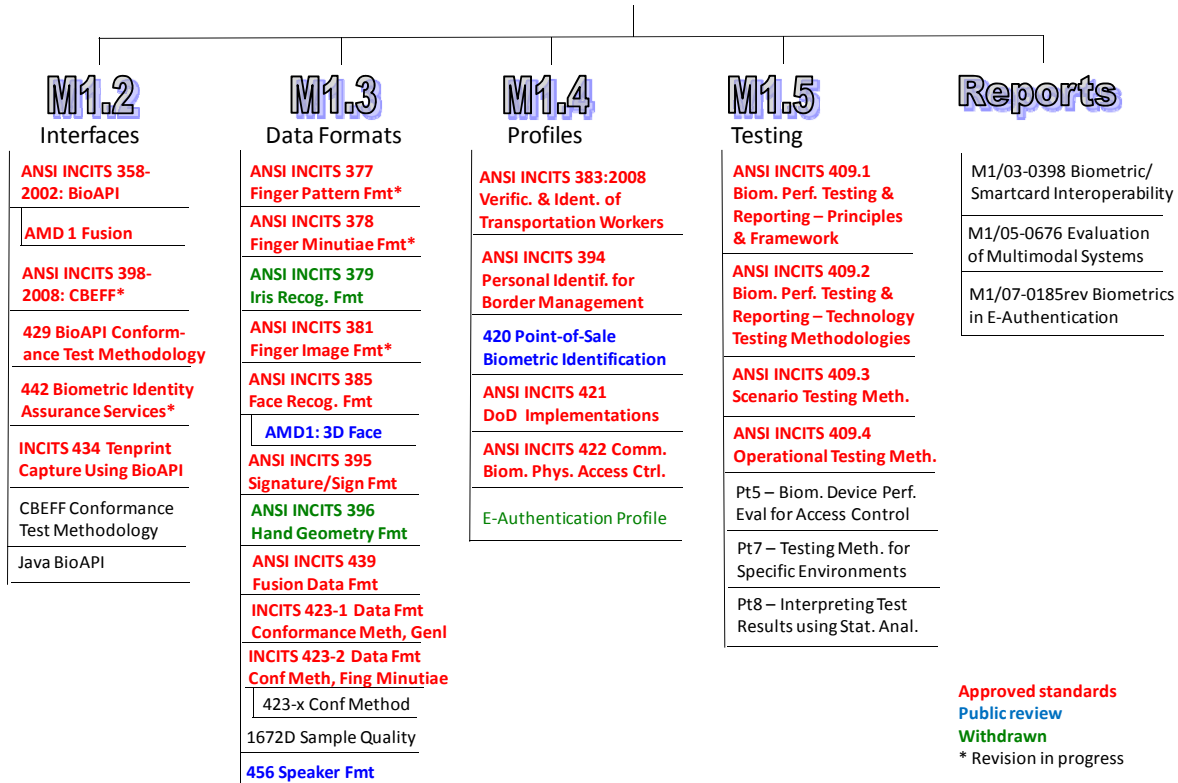 M1.2
Interfaces
ANSI INCITS 358-
2002: BioAPI
AMD 1 Fusion
ANSI INCITS 398-
2008: CBEFF*
429 BioAPI Conform-
ance Test Methodology
442 Biometric Identity
Assurance Services*
INCITS 434 Tenprint
Capture Using BioAPI
CBEFF Conformance
Test Methodology
Java BioAPI
M1.3
Data Formats
ANSI INCITS 377
Finger Pattern Fmt*
ANSI INCITS 378
Finger Minutiae Fmt*
ANSI INCITS 379
Iris Recog. Fmt
ANSI INCITS 381
Finger Image Fmt*
ANSI INCITS 385
Face Recog. Fmt
AMD1: 3D Face
ANSI INCITS 395
Signature/Sign Fmt
ANSI INCITS 396
Hand Geometry Fmt
ANSI INCITS 439
Fusion Data Fmt
INCITS 423-1 Data Fmt
Conformance Meth, Genl
INCITS 423-2 Data Fmt
Conf Meth, Fing Minutiae
423-x Conf Method
1672D Sample Quality
456 Speaker Fmt
M1.4
Profiles
ANSI INCITS 383:2008
Verific. & Ident. of
Transportation Workers
ANSI INCITS 394
Personal Identif. for
Border Management
420 Point-of-Sale
Biometric Identification
ANSI INCITS 421
DoD Implementations
ANSI INCITS 422 Comm.
Biom. Phys. Access Ctrl.
E-Authentication Profile
M1.5
Testing
ANSI INCITS 409.1
Biom. Perf. Testing &
Reporting – Principles
& Framework
ANSI INCITS 409.2
Biom. Perf. Testing &
Reporting – Technology
Testing Methodologies
ANSI INCITS 409.3
Scenario Testing Meth.
ANSI INCITS 409.4
Operational Testing Meth.
Pt5 – Biom. Device Perf.
Eval for Access Control
Pt7 – Testing Meth. for
Specific Environments
Pt8 – Interpreting Test
Results using Stat. Anal.
Reports
M1/03-0398 Biometric/
Smartcard Interoperability
M1/05-0676 Evaluation
of Multimodal Systems
M1/07-0185rev Biometrics
in E-Authentication
Approved standards
Public review
Withdrawn
* Revision in progress